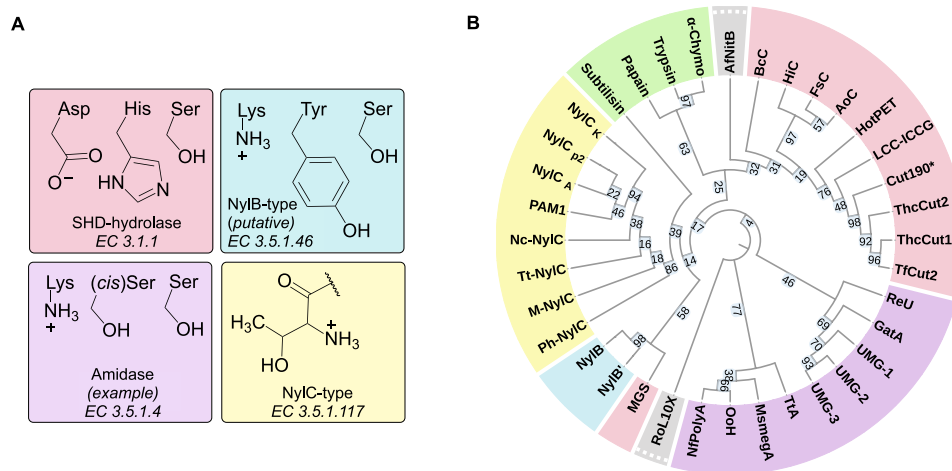 A
Asp
His
Ser
O
O-
HN
N
OH
SHD-hydrolase
EC 3.1.1
Lys
NH3
+
Tyr
Ser
OH
OH
NylB-type
(putative)
EC 3.5.1.46
Lys
NH3
+
(cis)Ser
OH
Ser
OH
Amidase
(example)
EC 3.5.1.4
O
H3C
HO
+
NH3
NylC-type
EC 3.5.1.117
B
AfNitB
BcC
HiC
FsC
AoC
HotPET
LCC-ICCG
Cut190*
ThcCut2
ThcCut1
TfCut2
ReU
GatA
UMG-1
UMG-2
UMG-3
TtA
MsmegA
HoO
NfPolyA
RoL10X
MGS
NylB'
NylB
Ph-NylC
M-NylC
Tt-NylC
Nc-NylC
PAM1
NylC A
NylC p2
NylC K
Subtilisin
Papain
Trypsin
α-Chymo
97
63
25
32
31
97
57
19
76
48
98
92
96
4
46
69
70
93
77
58
98
17
14
39
86
18
16
38
46
22
94